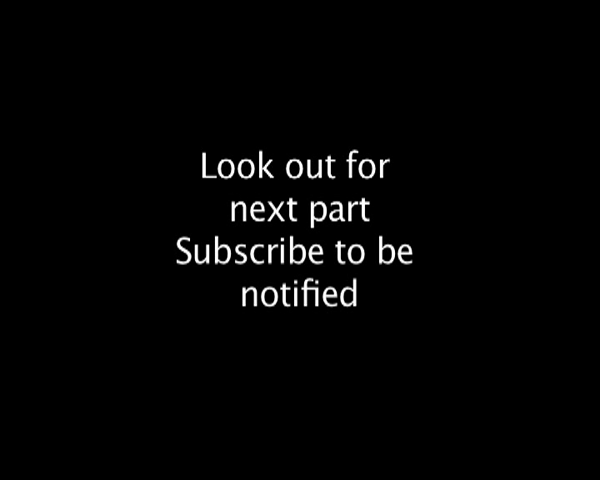 Look out for
next part
Subscribe to be
notified